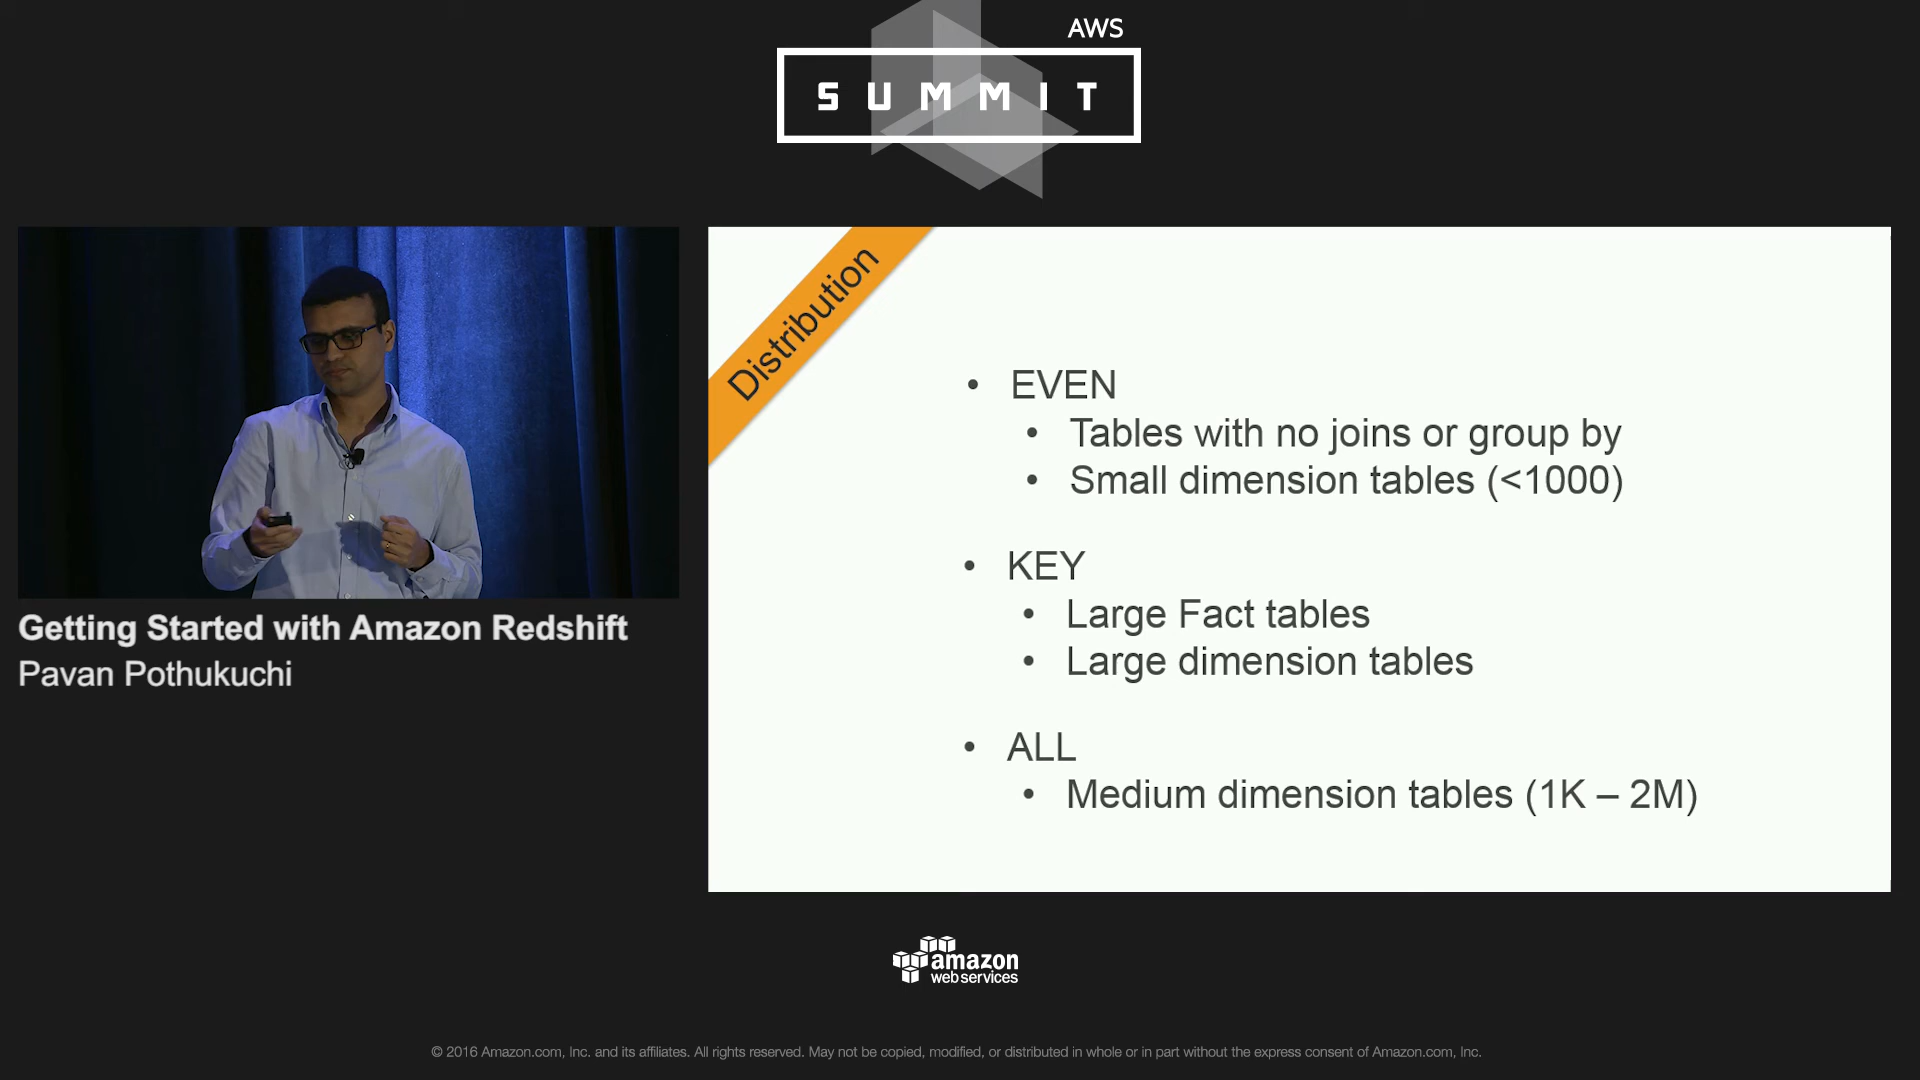 AWS
SUMMIT
Distribution
• EVEN
• Tables with no joins or group by
• Small dimension tables (<1000)
• KEY
• Large Fact tables
• Large dimension tables
• ALL
• Medium dimension tables (1K – 2M)
Getting Started with Amazon Redshift
Pavan Pothukuchi
amazon
webservices
© 2016 Amazon.com, Inc. and its affiliates. All rights reserved. May not be copied, modified, or distributed in whole or in part without the express consent of Amazon.com, Inc.